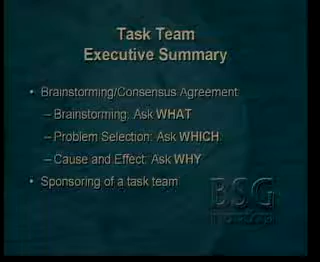 Task Team
Executive Summary
• Brainstorming/Consensus Agreement:
– Brainstorming: Ask WHAT
– Problem Selection: Ask WHICH
– Cause and Effect: Ask WHY
• Sponsoring of a task team
BSG